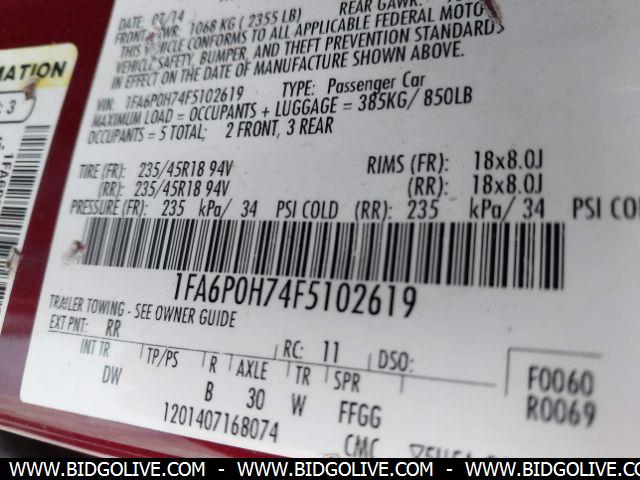 DATE: 07/14 REAR GAWR:
FRONT GAWR: 1068 KG (2355 LB)
THIS VEHICLE CONFORMS TO ALL APPLICABLE FEDERAL MOTOR
VEHICLE SAFETY, BUMPER, AND THEFT PREVENTION STANDARDS
IN EFFECT ON THE DATE OF MANUFACTURE SHOWN ABOVE.
MATION
: 3
VIN: 1FA6P0H74F5102619 TYPE: Passenger Car
MAXIMUM LOAD = OCCUPANTS + LUGGAGE = 385KG/ 850LB
OCCUPANTS = 5 TOTAL; 2 FRONT, 3 REAR
TIRE (FR): 235/45R18 94V RIMS (FR): 18x8.0J
(RR): 235/45R18 94V (RR): 18x8.0J
PRESSURE (FR): 235 kPa/ 34 PSI COLD (RR): 235 kPa/ 34 PSI CO
1FA6P0H74F5102619
TRAILER TOWING - SEE OWNER GUIDE
EXT PNT: RR RC: 11 DSO:
INT TR TP/PS R AXLE TR SPR F0060
DW B 30 W FFGG R0069
1201407168074 CMC
WWW.BIDGOLIVE.COM - WWW.BIDGOLIVE.COM - WWW.BIDGOLIVE.COM